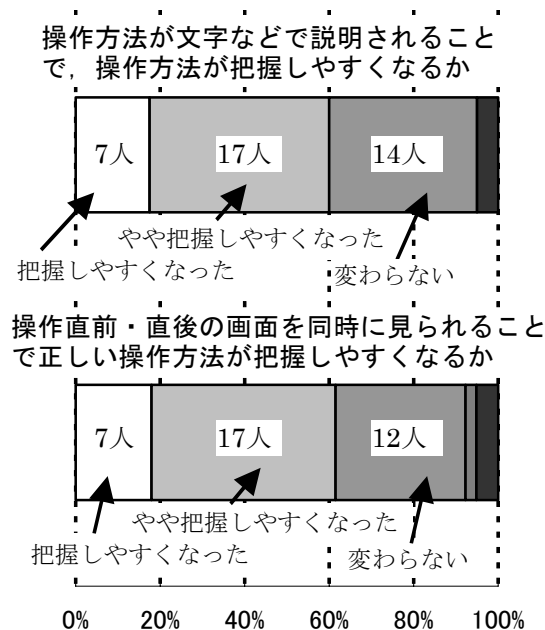 操作方法が文字などで説明されること
で，操作方法が把握しやすくなるか
7人 17人 14人
やや把握しやすくなった
把握しやすくなった 変わらない
操作直前・直後の画面を同時に見られること
で正しい操作方法が把握しやすくなるか
7人 17人 12人
やや把握しやすくなった
把握しやすくなった 変わらない
0% 20% 40% 60% 80% 100%